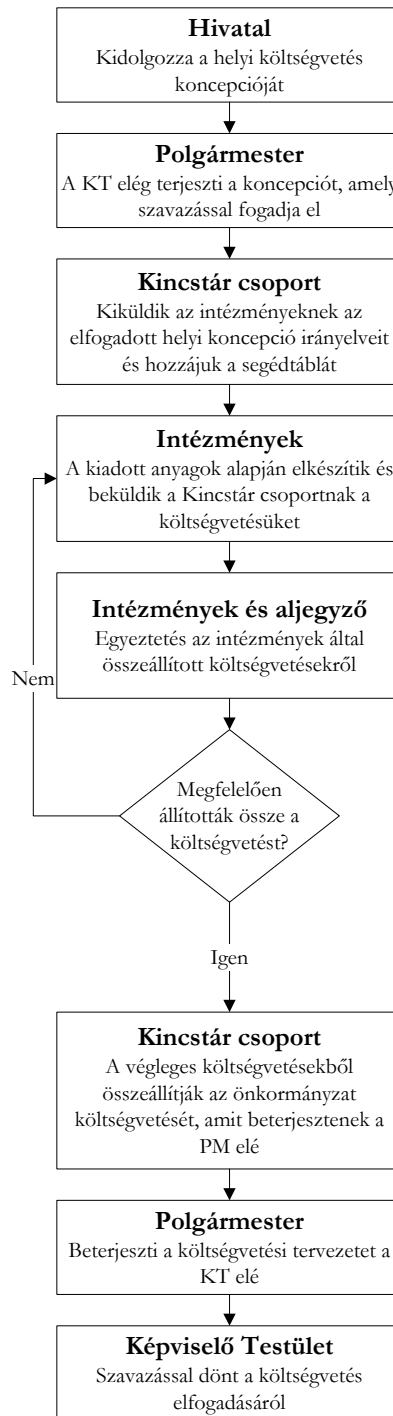 Hivatal
Kidolgozza a helyi költségvetés
koncepcióját
Polgármester
A KT elég terjeszti a koncepciót, amely
szavazással fogadja el
Kincstár csoport
Kiküldik az intézményeknek az
elfogadott helyi koncepció irányelveit
és hozzájuk a segédtáblát
Intézmények
A kiadott anyagok alapján elkészítik és
beküldik a Kincstár csoportnak a
költségvetésüket
Intézmények és aljegyző
Egyeztetés az intézmények által
összeállított költségvetésekről
Nem
Megfelelően
állították össze a
költségvetést?
Igen
Kincstár csoport
A végleges költségvetésekből
összeállítják az önkormányzat
költségvetését, amit beterjesztenek a
PM elé
Polgármester
Beterjeszti a költségvetési tervezetet a
KT elé
Képviselő Testület
Szavazással dönt a költségvetés
elfogadásáról